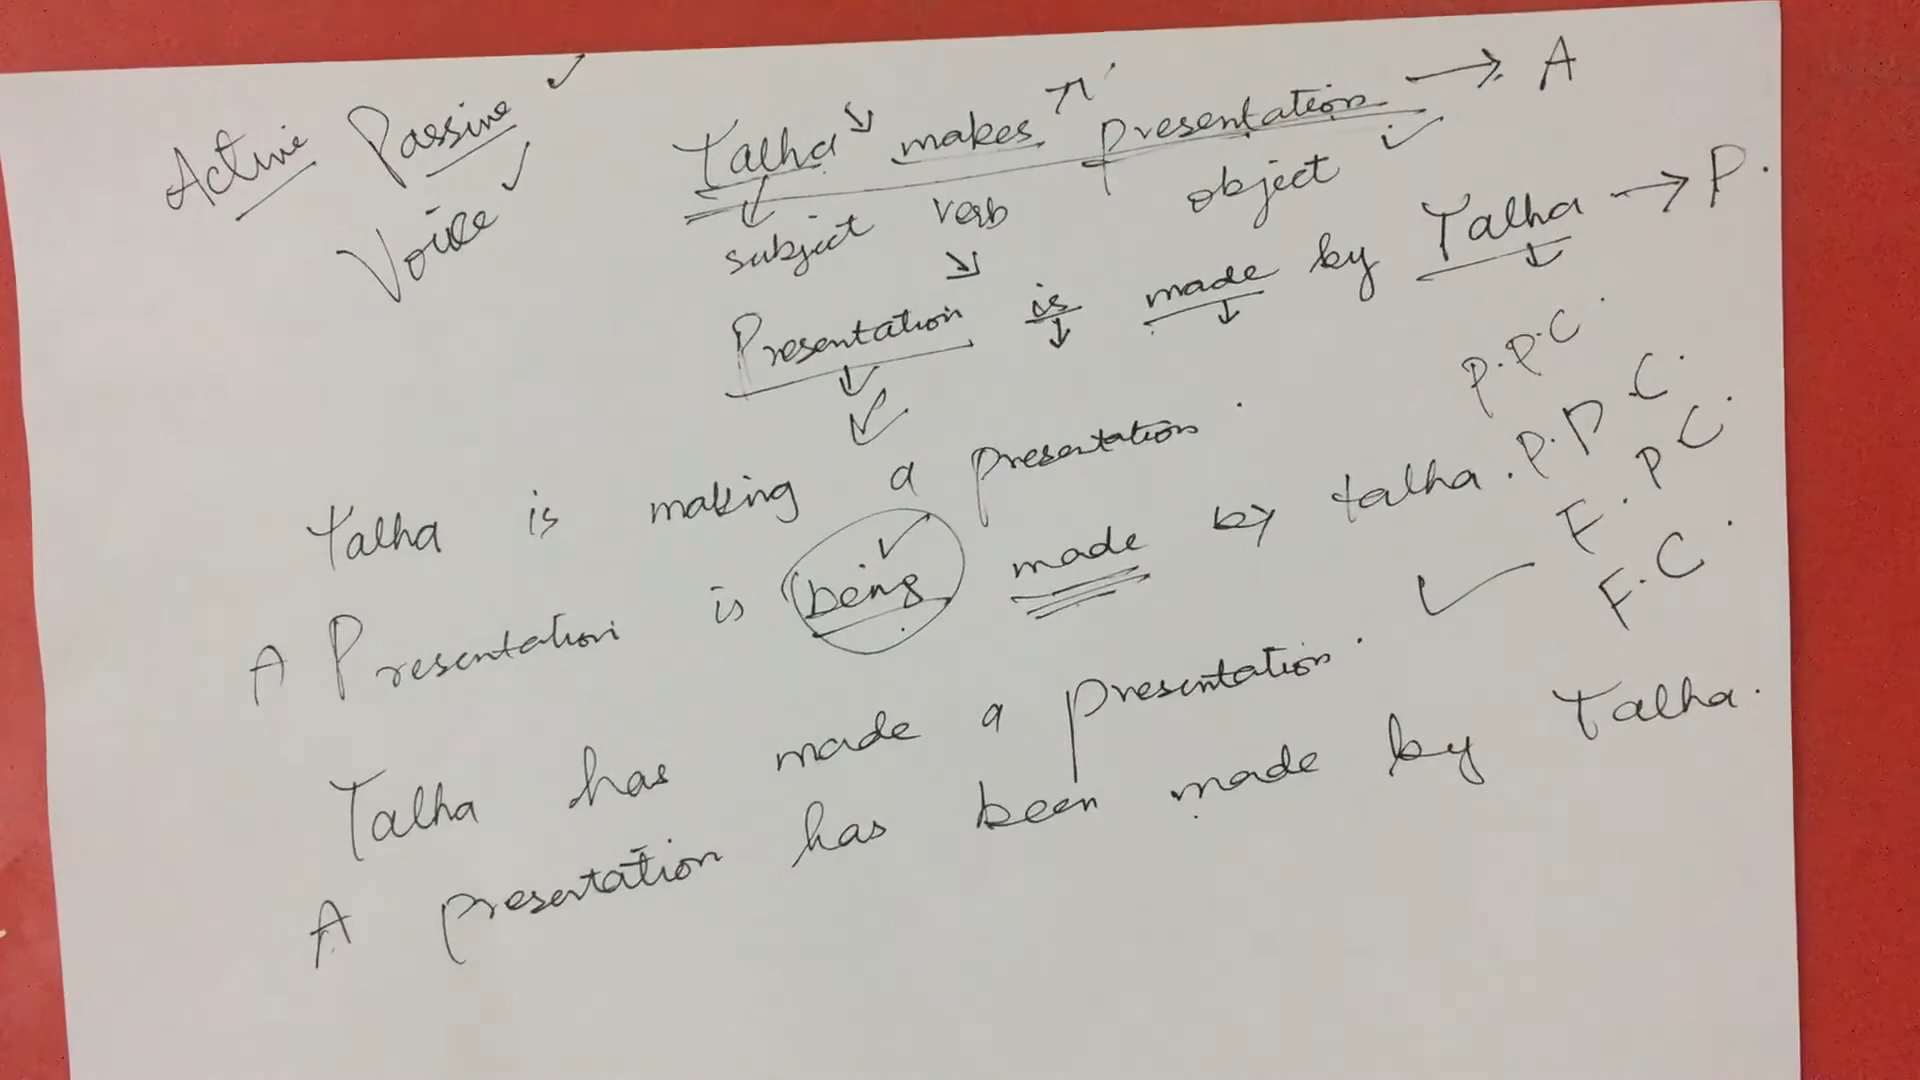 Active Passive
Voice
Talha makes presentation → A
subject verb object
Presentation is made by Talha → P.
P.P.C.
Talha is making a presentation.
P.P.C.
A Presentation is being made by talha.
F.P.C.
F.C.
Talha has made a presentation.
A presentation has been made by Talha.